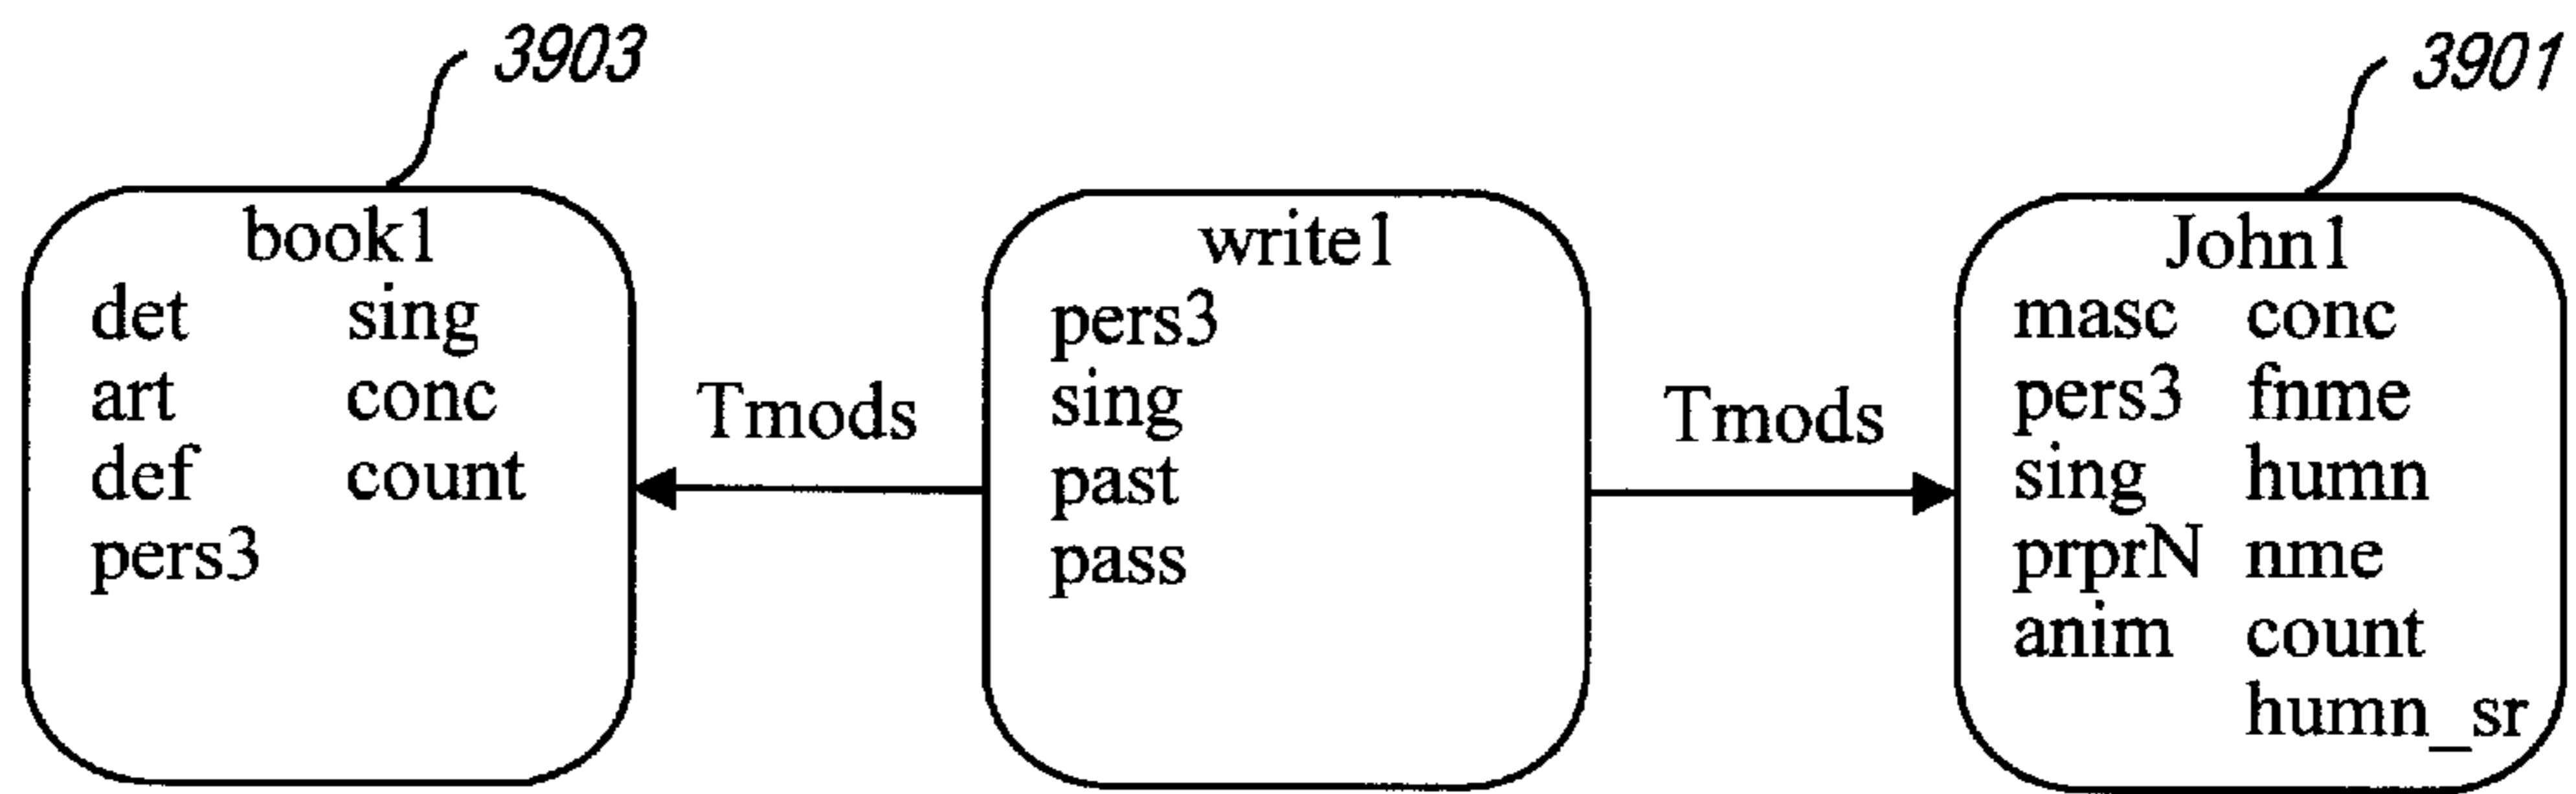 3903
3901
book1
det sing
art conc
def count
pers3
Tmods
write1
pers3
sing
past
pass
Tmods
John1
masc conc
pers3 fnme
sing humn
prprN nme
anim count
humn_sr